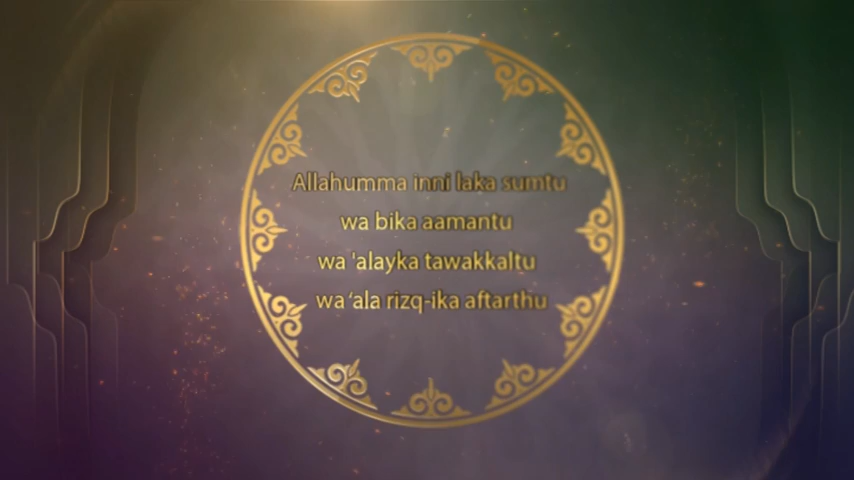 Allahumma inni laka sumtu
wa bika aamantu
wa 'alayka tawakkaltu
wa ‘ala rizq-ika aftarthu